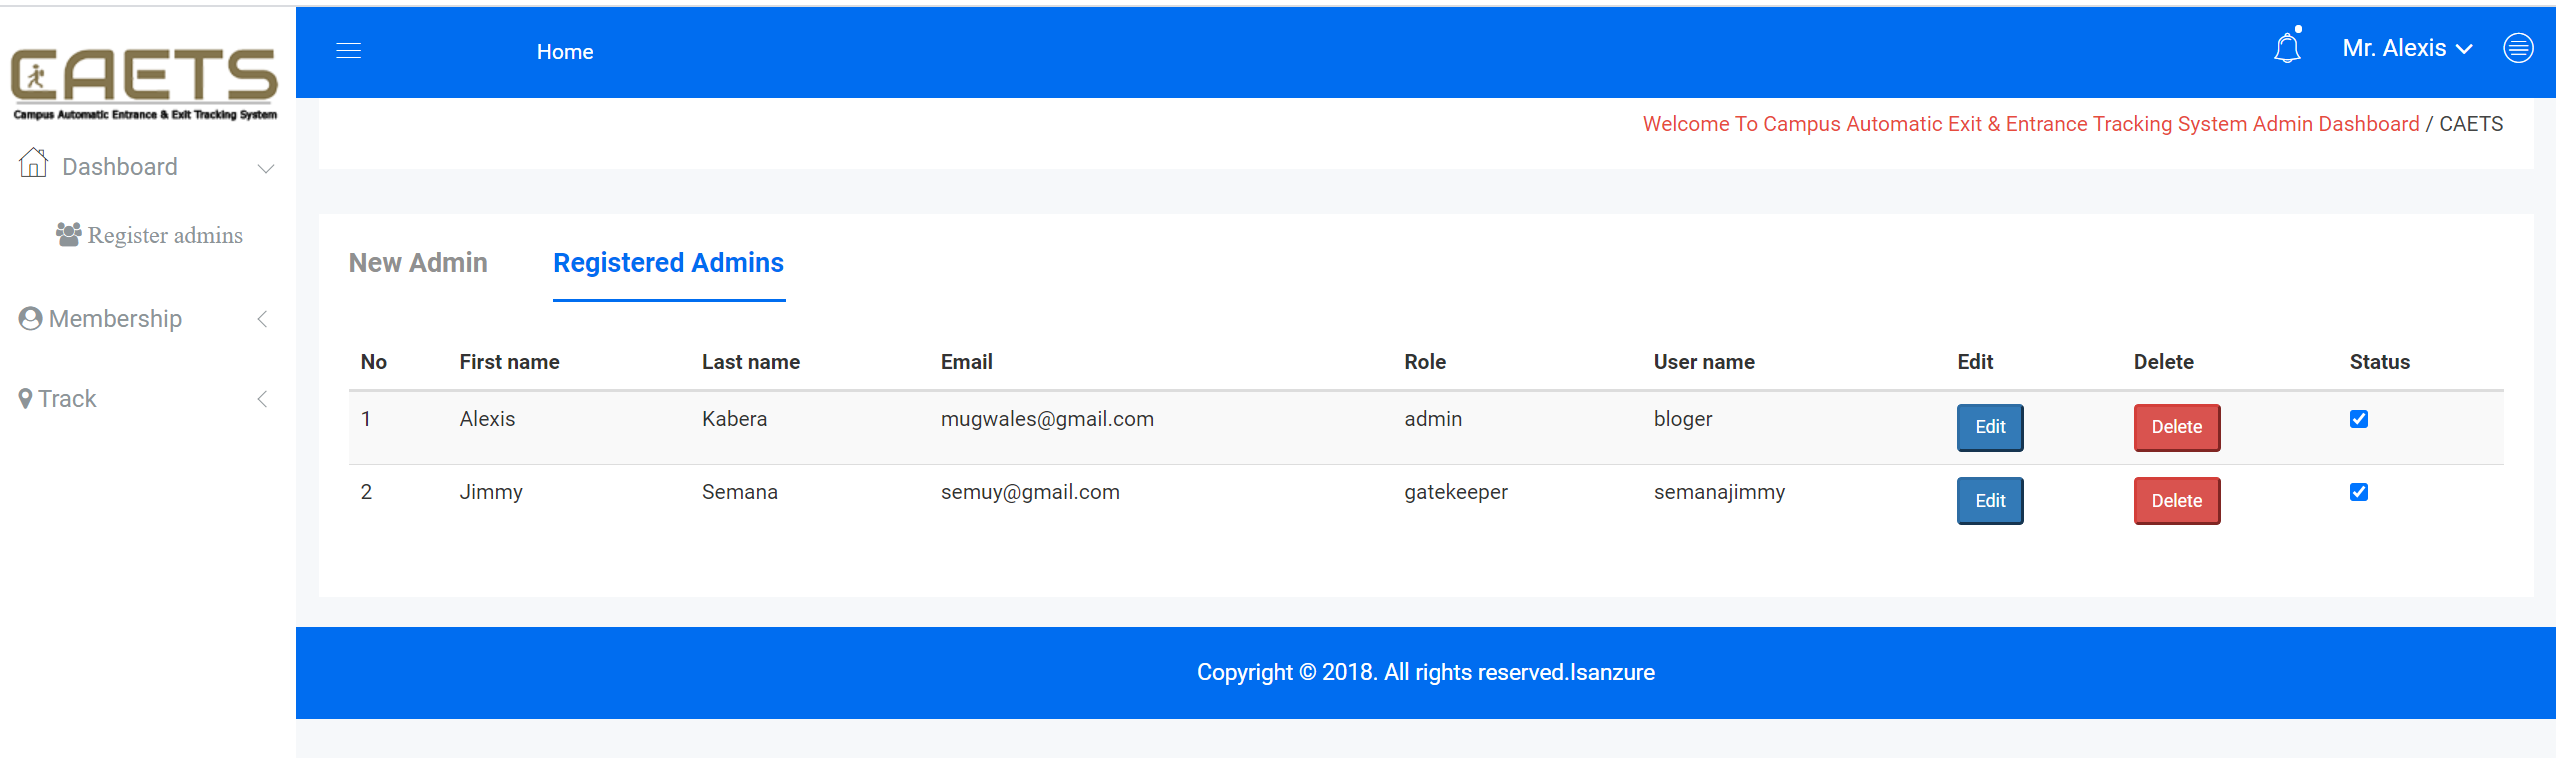 CAETS
Campus Automatic Entrance & Exit Tracking System
Home
Mr. Alexis
Welcome To Campus Automatic Exit & Entrance Tracking System Admin Dashboard / CAETS
Dashboard
Register admins
Membership
Track
New Admin Registered Admins
No First name Last name Email Role User name Edit Delete Status
1 Alexis Kabera mugwales@gmail.com admin bloger Edit Delete
2 Jimmy Semana semuy@gmail.com gatekeeper semanajimmy Edit Delete
Copyright © 2018. All rights reserved.Isanzure